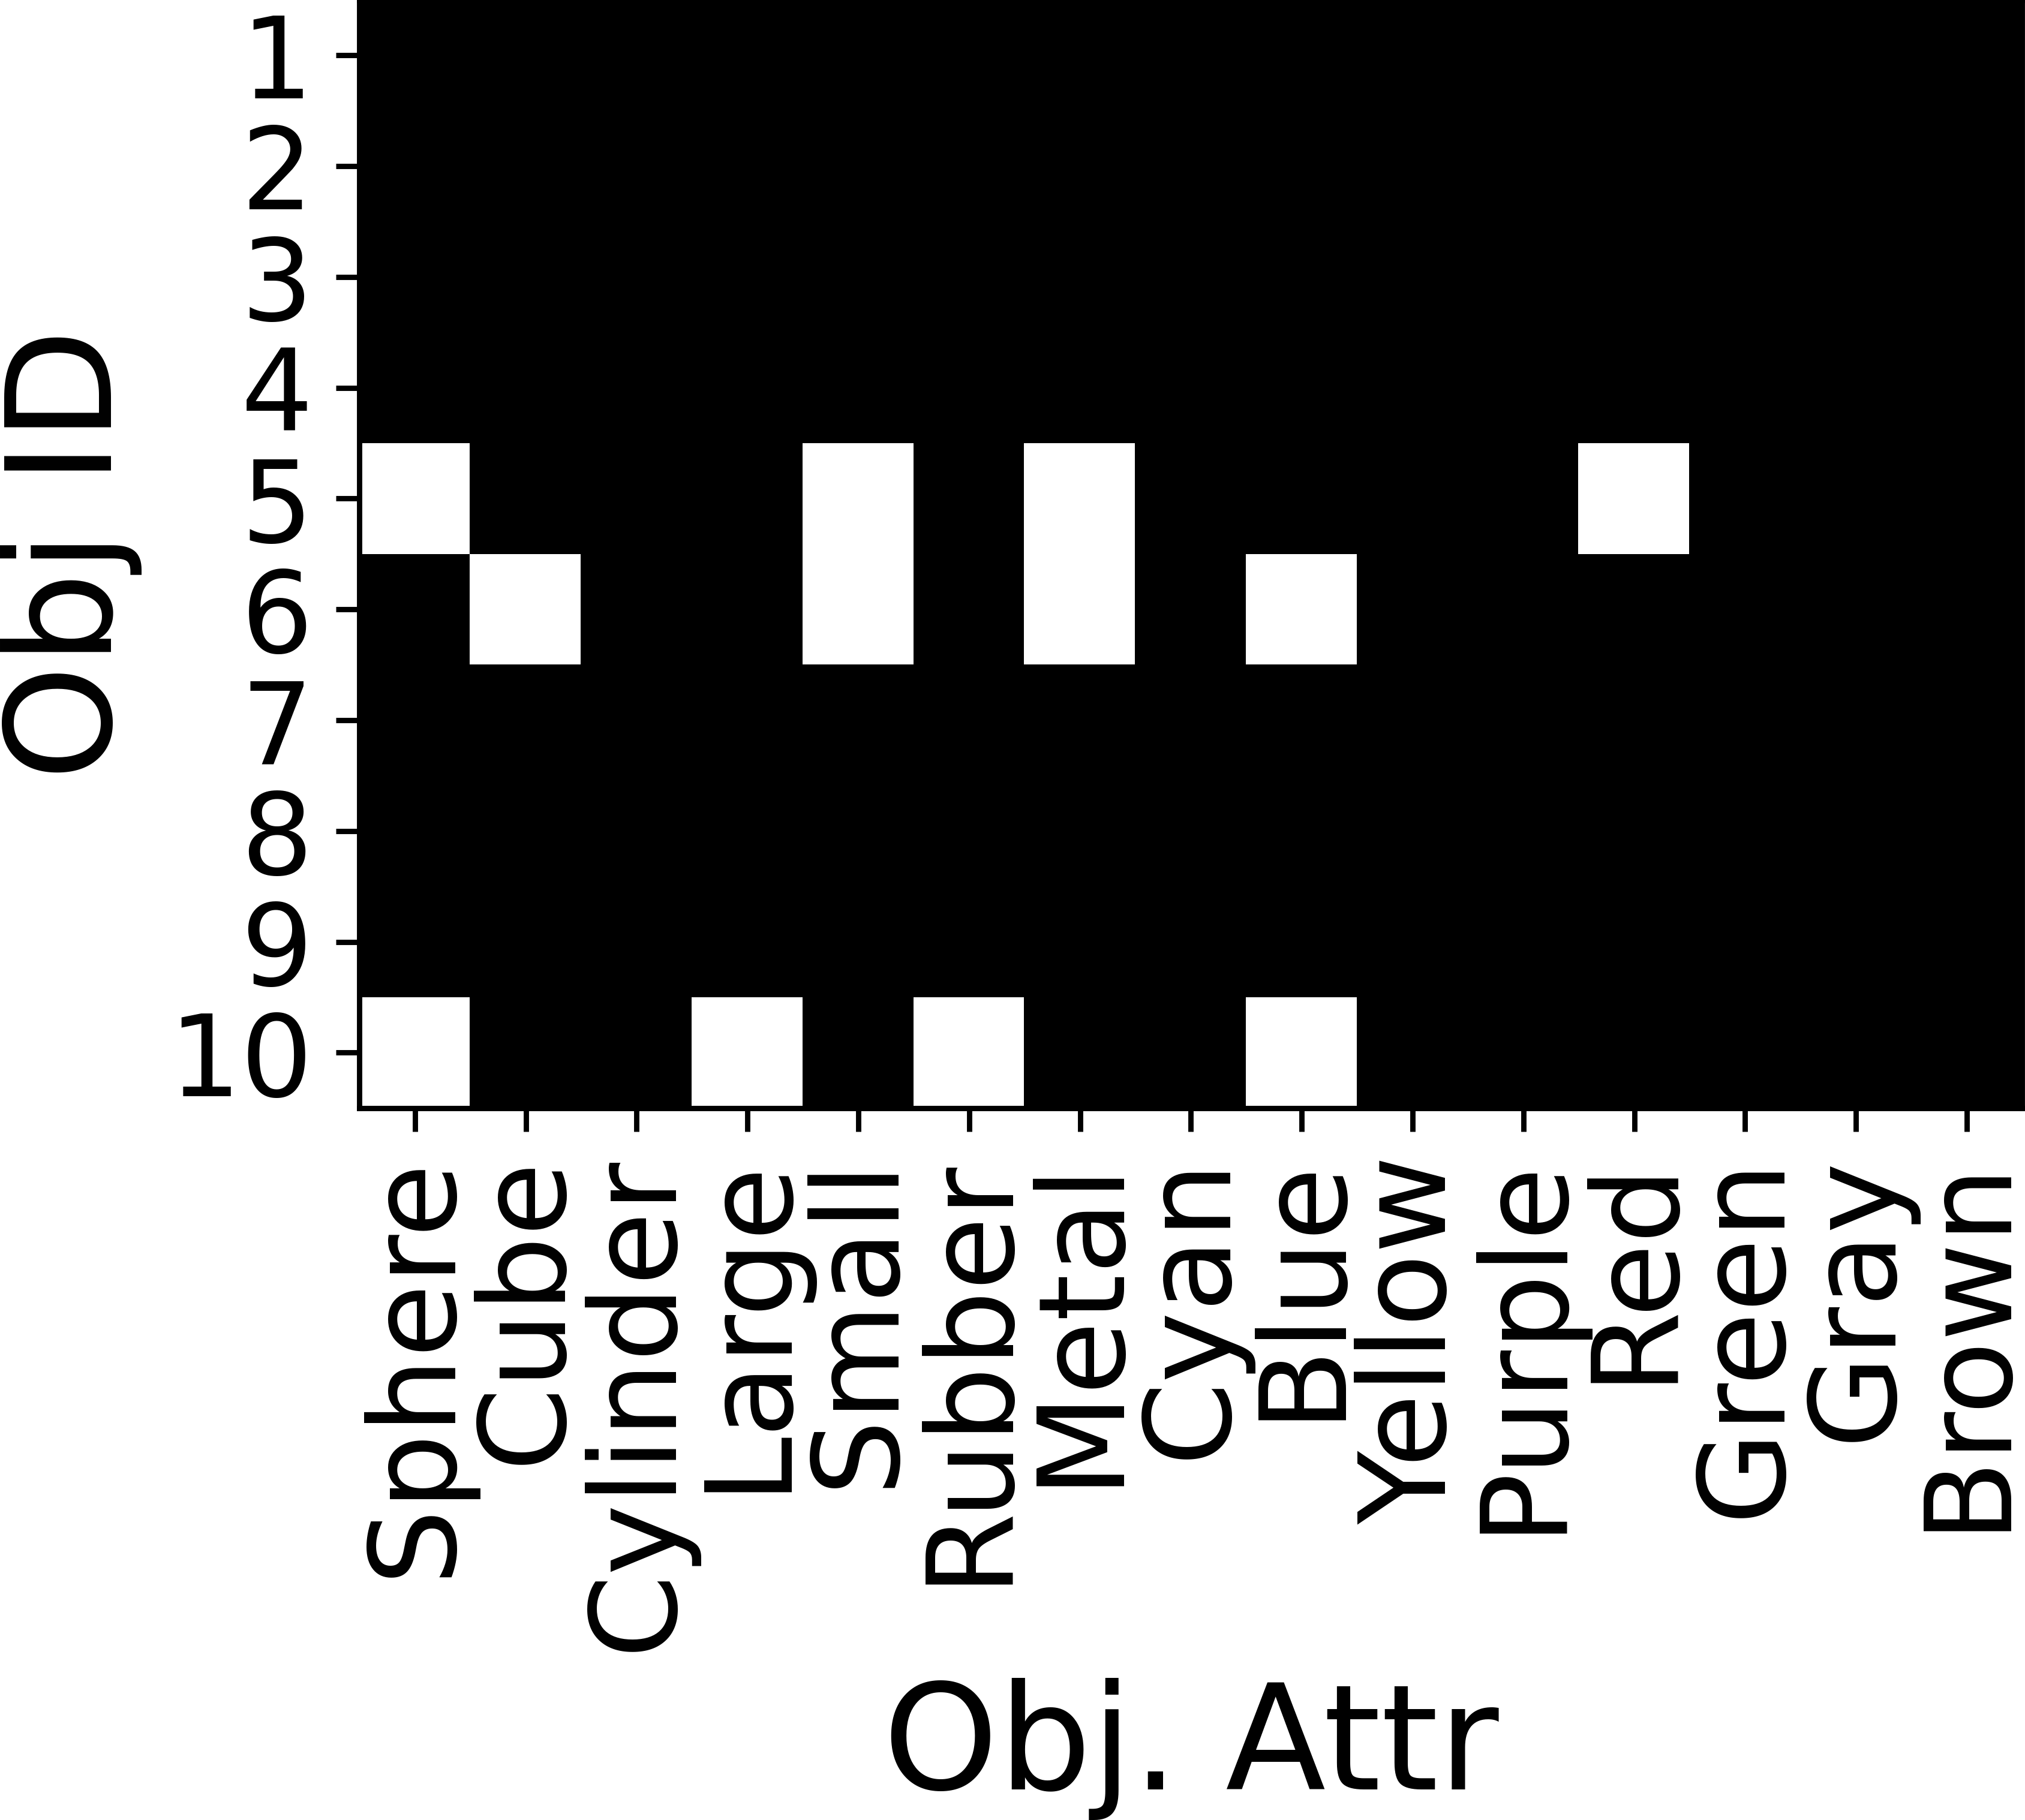 Obj ID
1
2
3
4
5
6
7
8
9
10
Sphere
Cube
Cylinder
Large
Small
Rubber
Metal
Cyan
Blue
Yellow
Purple
Red
Green
Gray
Brown
Obj. Attr